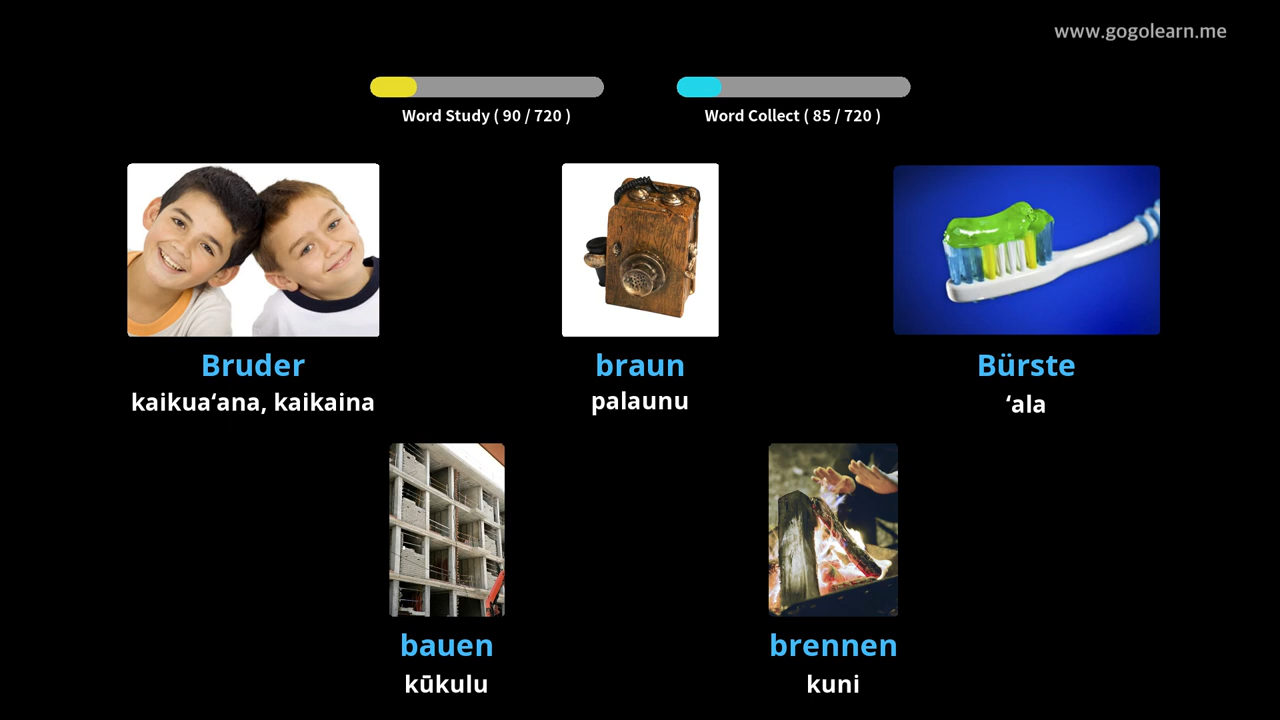 www.gogolearn.me
Word Study ( 90 / 720 )
Word Collect ( 85 / 720 )
Bruder
kaikuaʻana, kaikaina
braun
palaunu
Bürste
ʻala
bauen
kūkulu
brennen
kuni